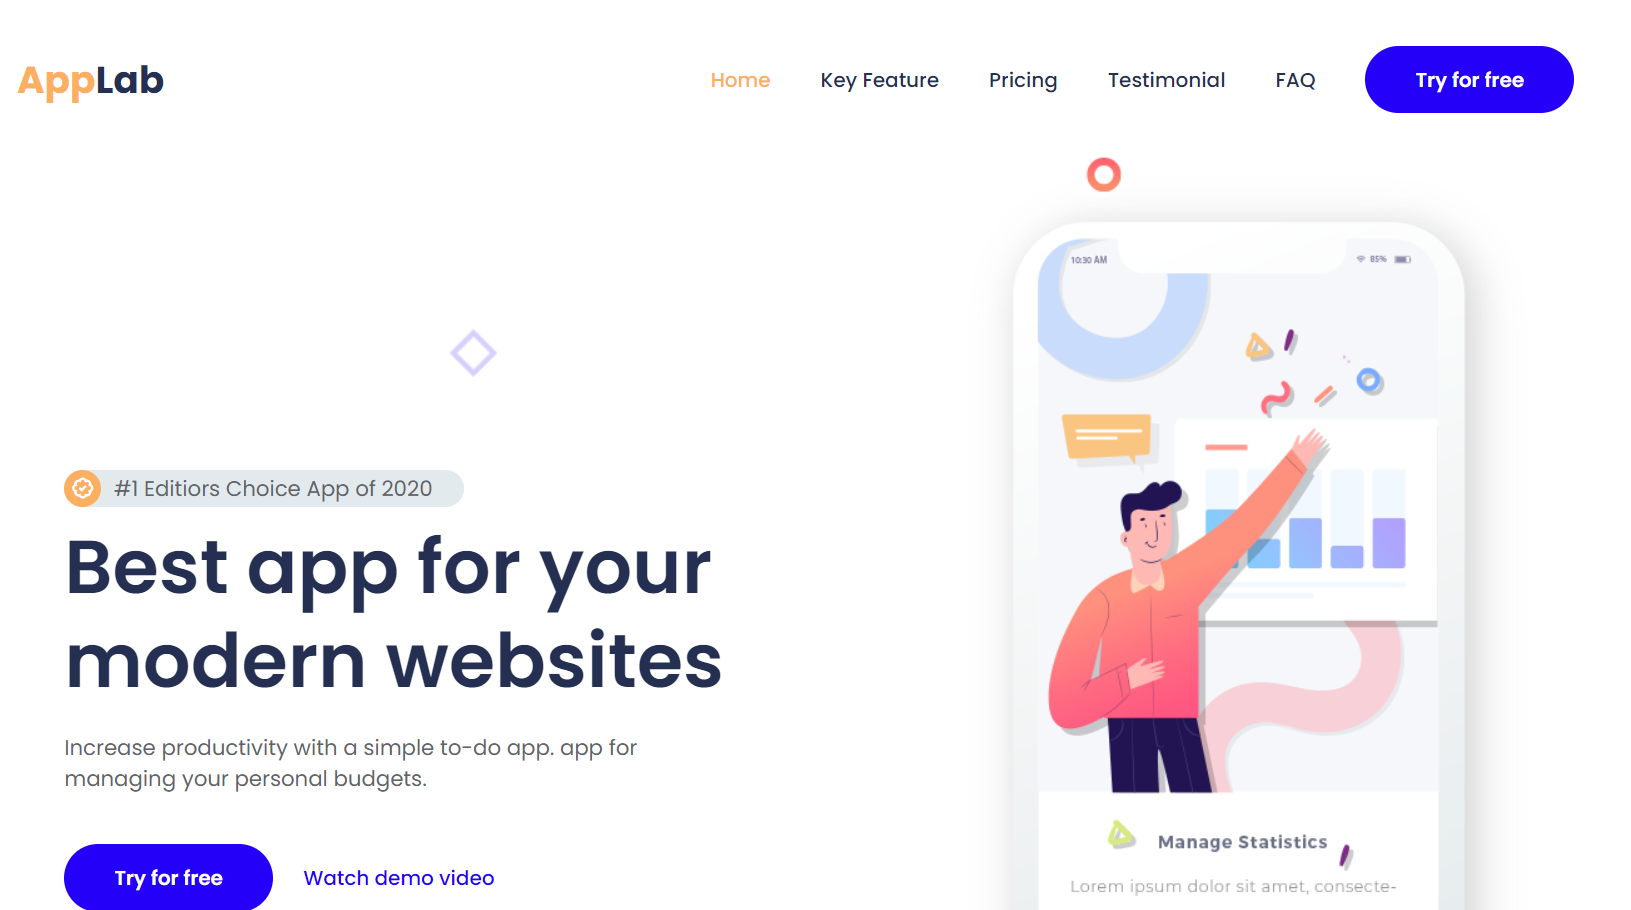 AppLab
Home Key Feature Pricing Testimonial FAQ Try for free
#1 Editiors Choice App of 2020
Best app for your
modern websites
Increase productivity with a simple to-do app. app for
managing your personal budgets.
Try for free Watch demo video
10:30 AM 85%
Manage Statistics
Lorem ipsum dolor sit amet, consecte-